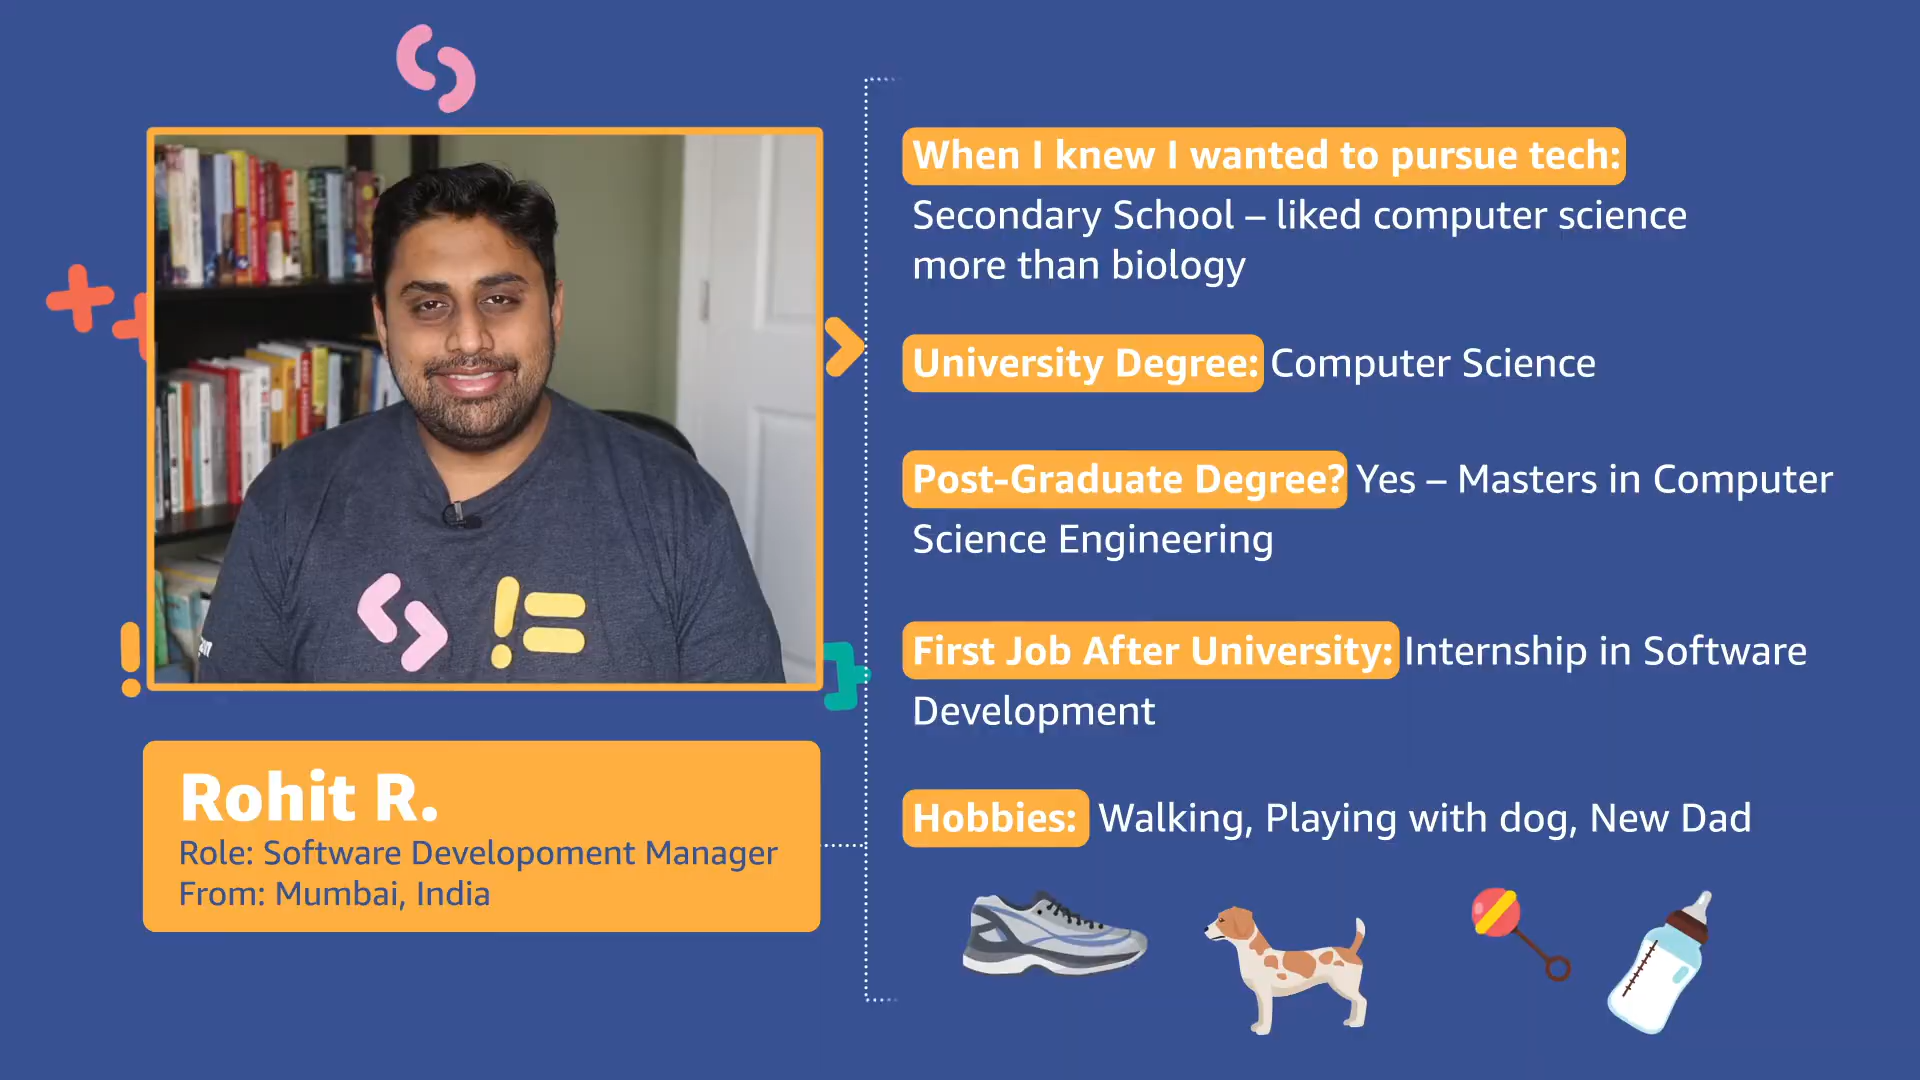 Rohit R.
Role: Software Developoment Manager
From: Mumbai, India
When I knew I wanted to pursue tech:
Secondary School – liked computer science
more than biology
University Degree: Computer Science
Post-Graduate Degree? Yes – Masters in Computer
Science Engineering
First Job After University: Internship in Software
Development
Hobbies: Walking, Playing with dog, New Dad